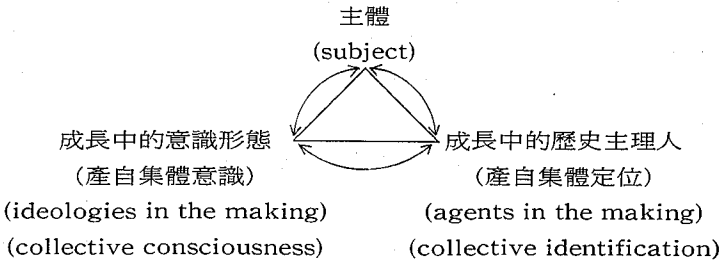 主體
(subject)
成長中的意識形態
(產自集體意識)
(ideologies in the making)
(collective consciousness)
成長中的歷史主理人
(產自集體定位)
(agents in the making)
(collective identification)